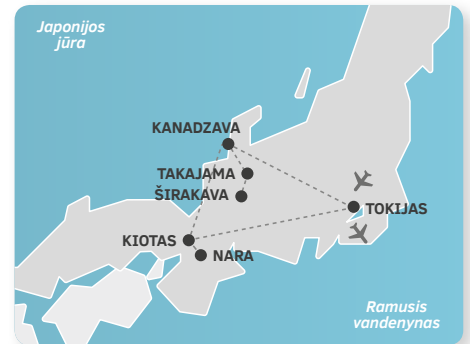 Japonijos
jūra
KANADZAVA
TAKAJAMA
ŠIRAKAVA
TOKIJAS
KIOTAS
NARA
Ramusis
vandenynas